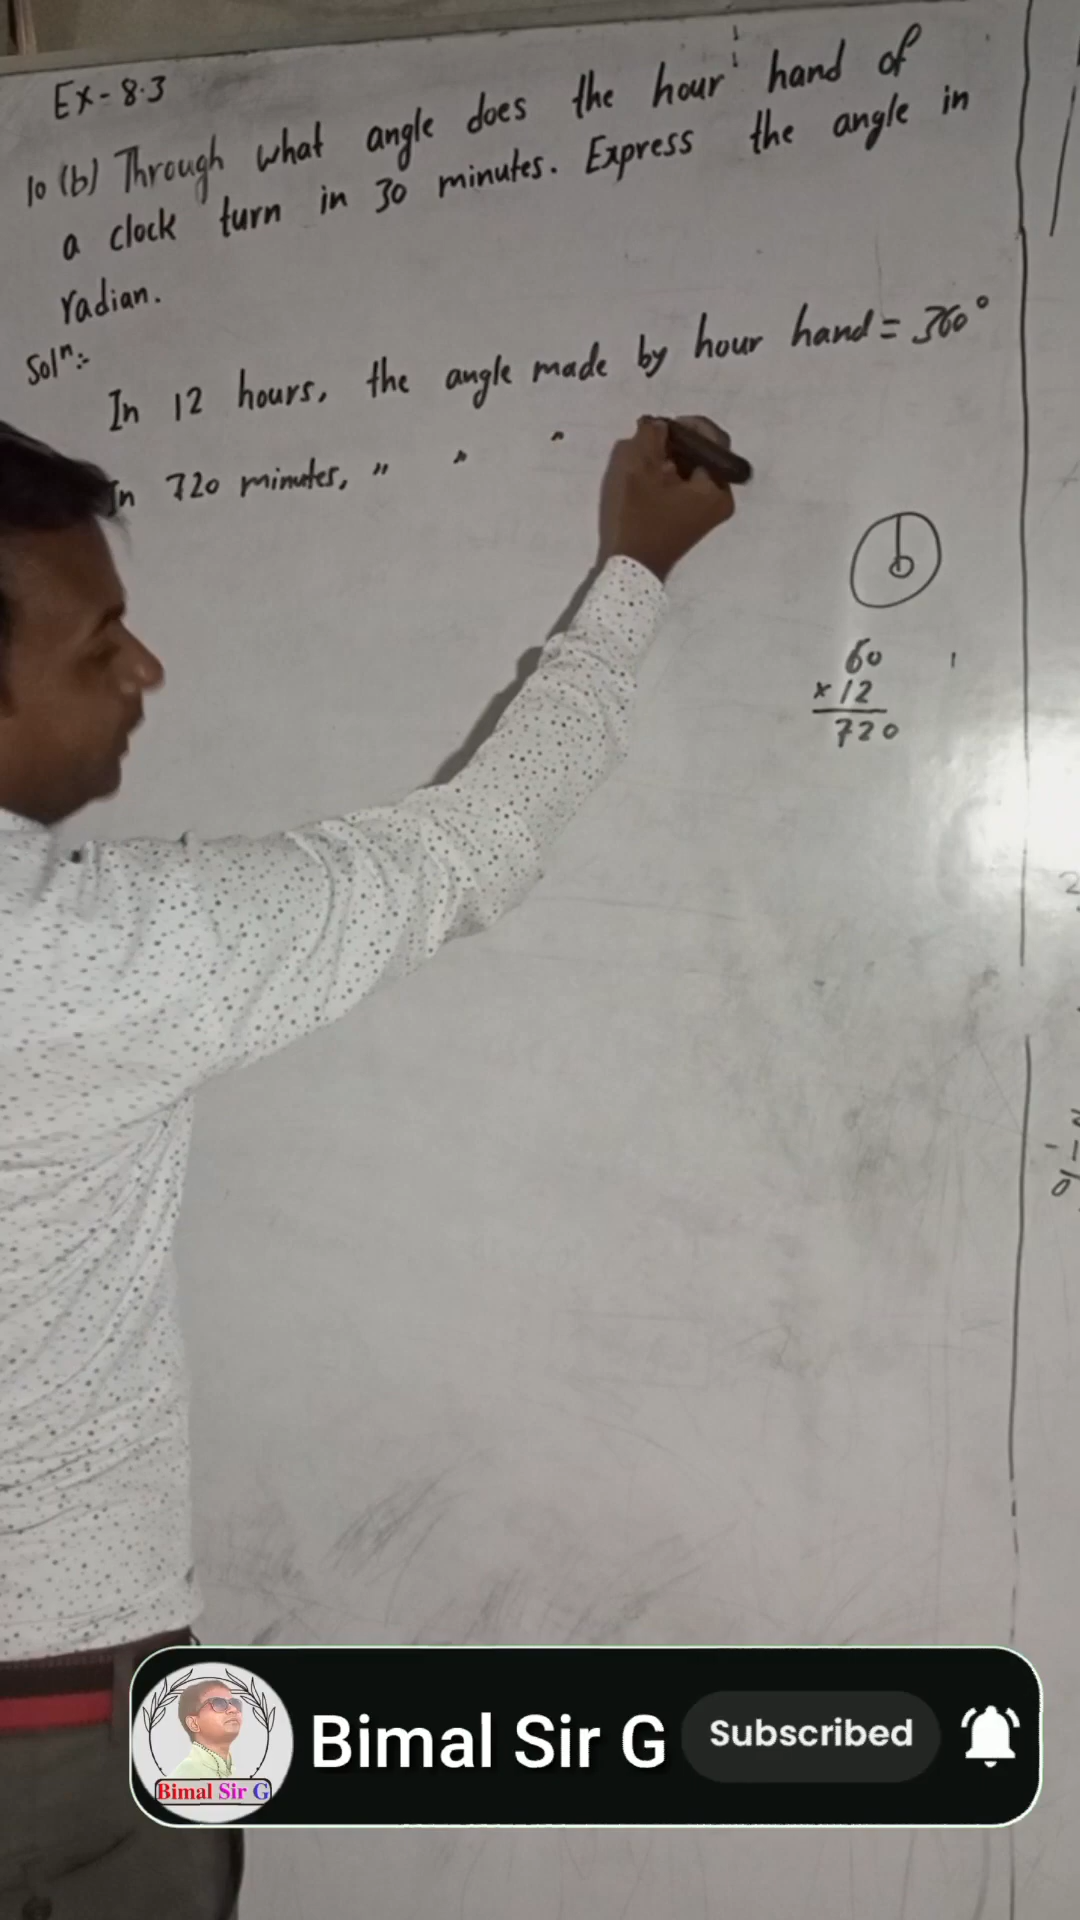 Ex-8.3
10 (b) Through what angle does the hour hand of
a clock turn in 30 minutes. Express the angle in
radian.
Solⁿ:-
In 12 hours, the angle made by hour hand = 360°
In 720 minutes, " " "
60
× 12
720
Bimal Sir G
Bimal Sir G
Subscribed